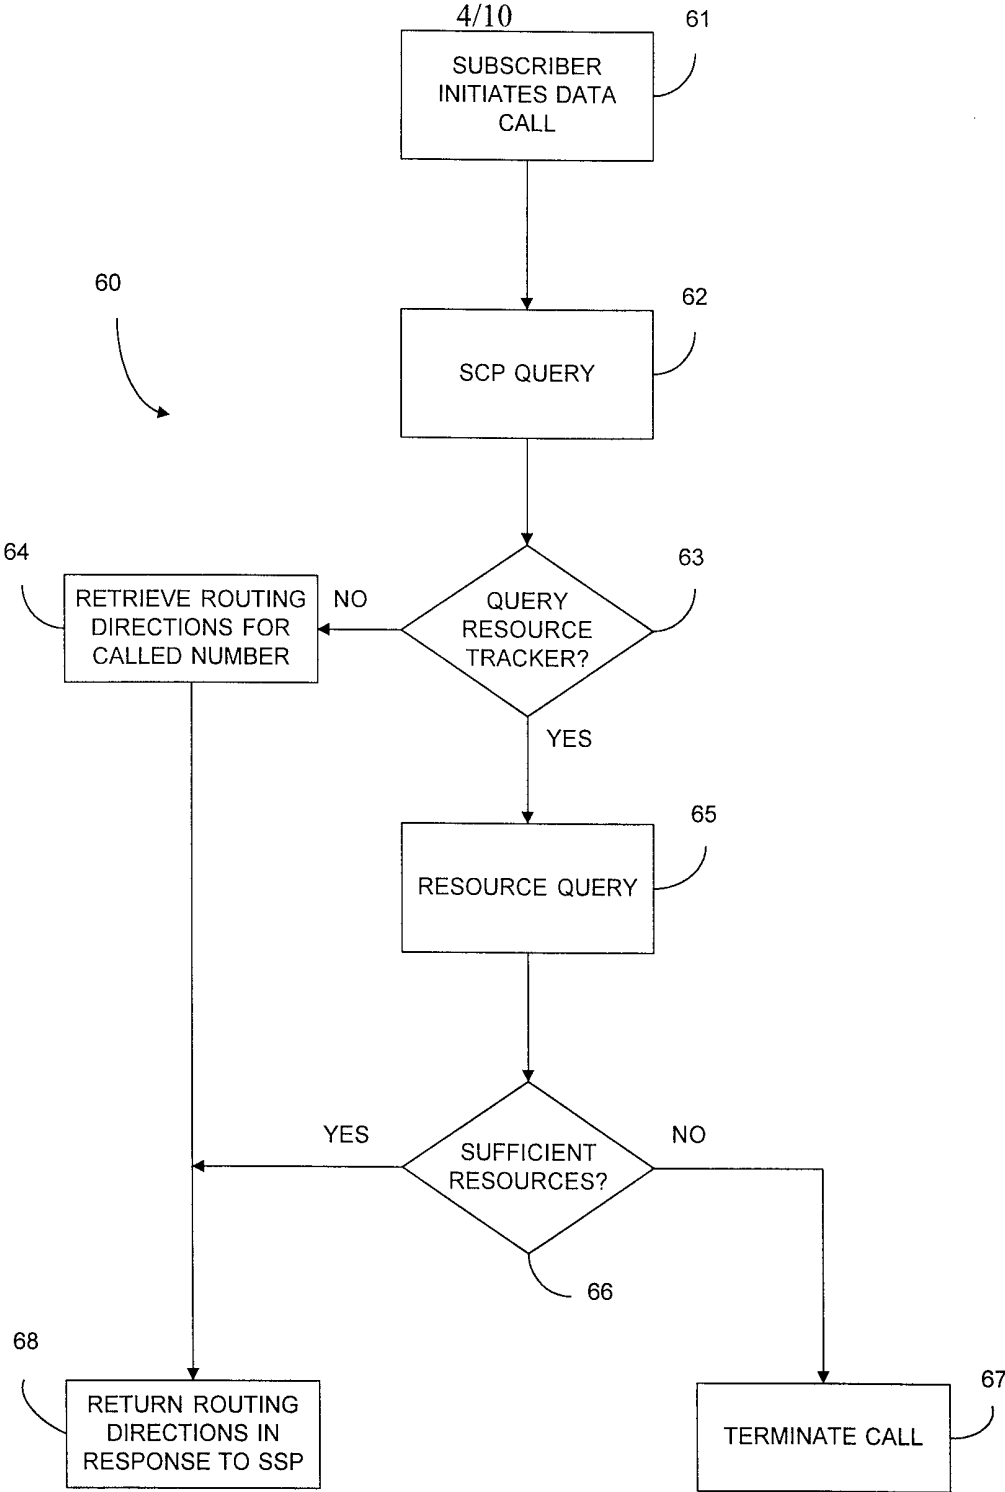 4/10
61
SUBSCRIBER
INITIATES DATA
CALL
60
62
SCP QUERY
64
63
RETRIEVE ROUTING
DIRECTIONS FOR
CALLED NUMBER
NO
QUERY
RESOURCE
TRACKER?
YES
65
RESOURCE QUERY
YES
NO
SUFFICIENT
RESOURCES?
66
68
67
RETURN ROUTING
DIRECTIONS IN
RESPONSE TO SSP
TERMINATE CALL